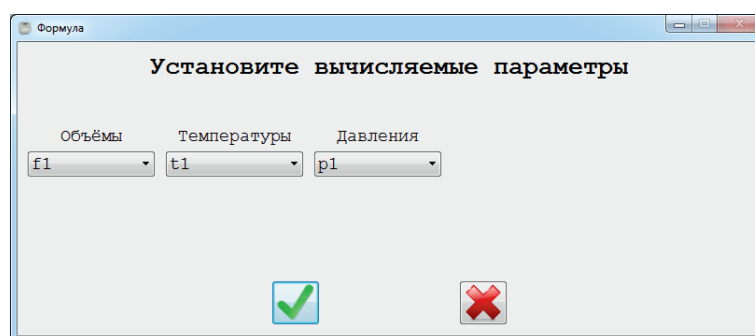 Формула
Установите вычисляемые параметры
Объёмы Температуры Давления
f1 t1 p1